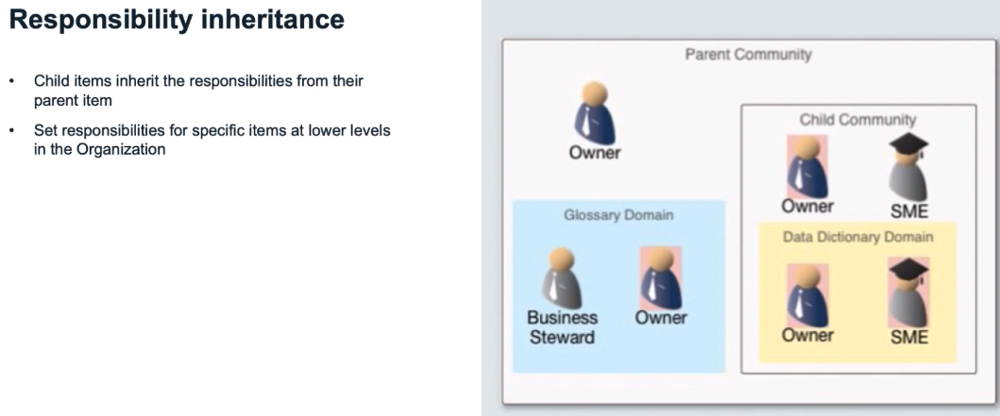 Responsibility inheritance
• Child items inherit the responsibilities from their
parent item
• Set responsibilities for specific items at lower levels
in the Organization
Parent Community
Owner
Child Community
Owner
SME
Glossary Domain
Business
Steward
Owner
Data Dictionary Domain
Owner
SME